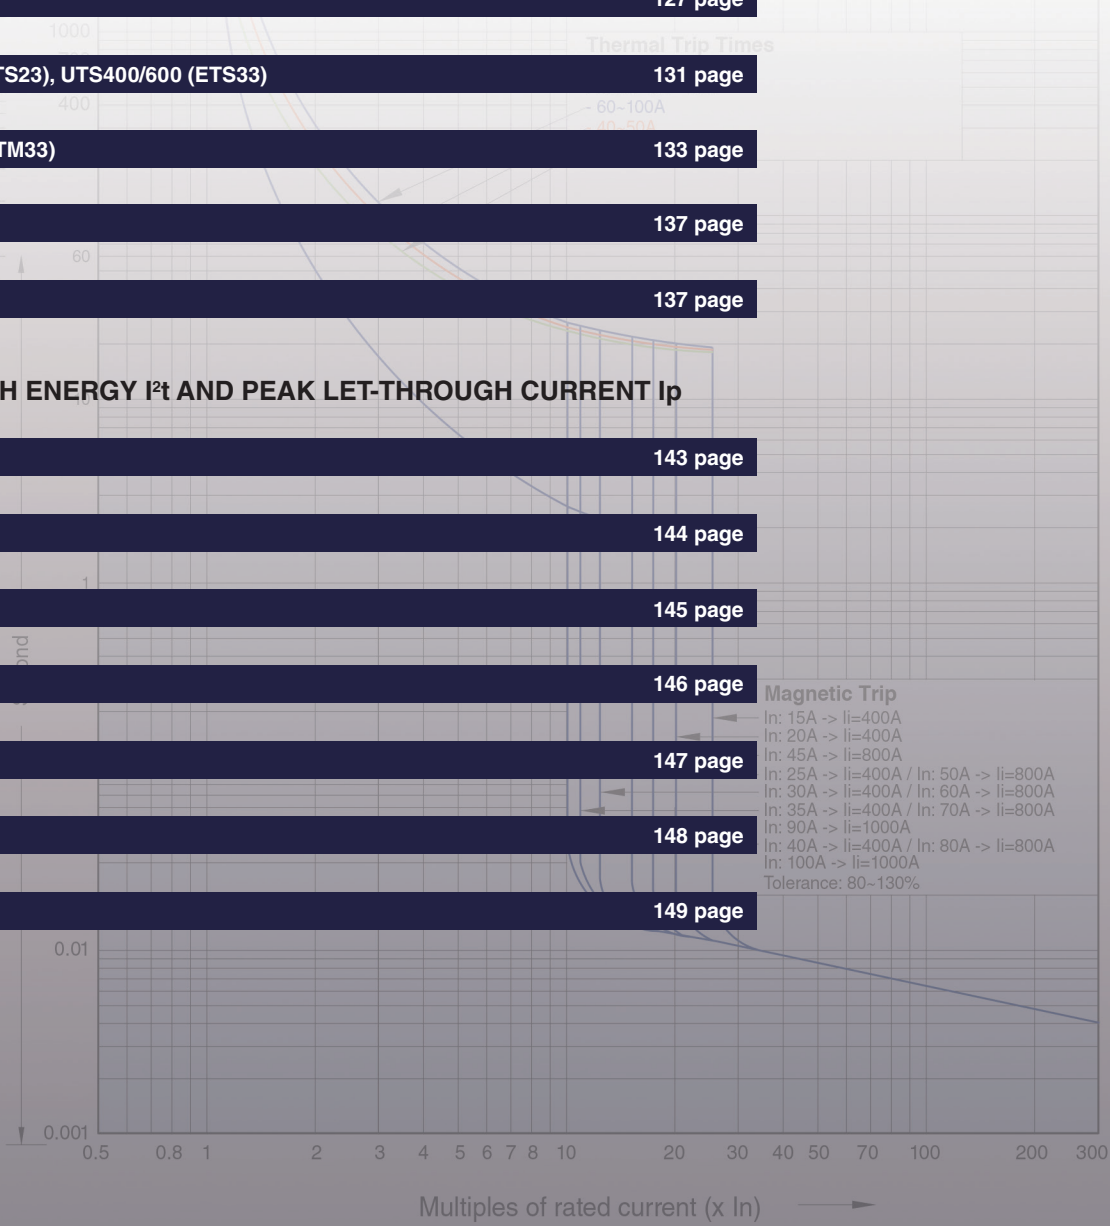 127 page
1000
Thermal Trip Times
TS23), UTS400/600 (ETS33) 131 page
400
- 60~100A
- 40~50A
TM33) 133 page
137 page
60
137 page
H ENERGY I²t AND PEAK LET-THROUGH CURRENT Ip
143 page
144 page
1
145 page
ond
146 page
Magnetic Trip
In: 15A -> Ii=400A
In: 20A -> Ii=400A
In: 45A -> Ii=800A
147 page
In: 25A -> Ii=400A / In: 50A -> Ii=800A
In: 30A -> Ii=400A / In: 60A -> Ii=800A
In: 35A -> Ii=400A / In: 70A -> Ii=800A
In: 90A -> Ii=1000A
148 page
In: 40A -> Ii=400A / In: 80A -> Ii=800A
In: 100A -> Ii=1000A
Tolerance: 80~130%
149 page
0.01
0.001
0.5 0.8 1 2 3 4 5 6 7 8 10 20 30 40 50 70 100 200 300
Multiples of rated current (x In)